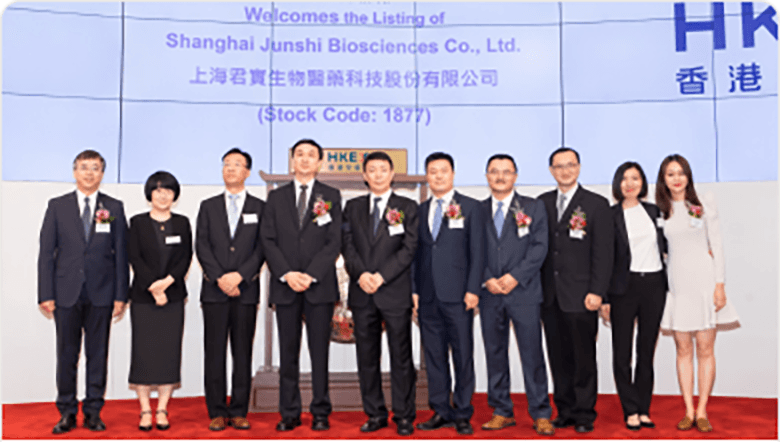 Welcomes the Listing of
Shanghai Junshi Biosciences Co., Ltd.
上海君實生物醫藥科技股份有限公司
(Stock Code: 1877)
HK
香港
HKE